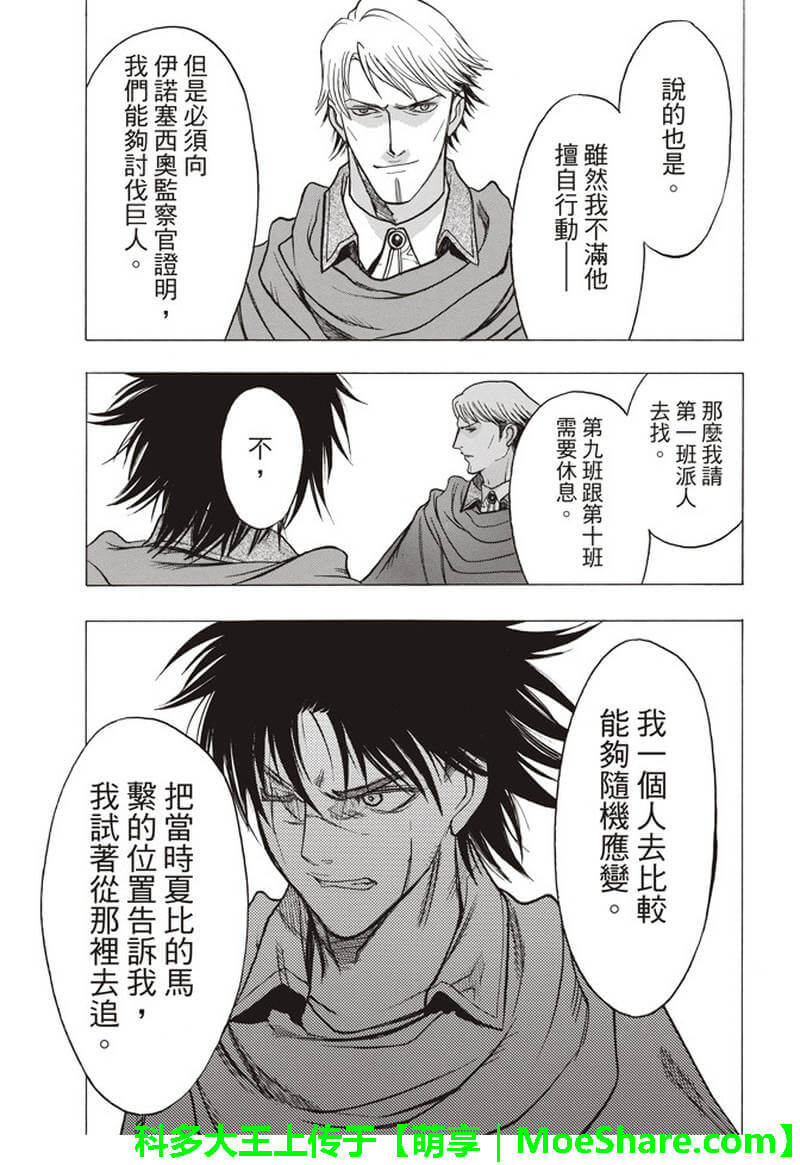 說的也是。
雖然我不滿他
擅自行動——
但是必須向
伊諾塞西奧監察官證明，
我們能夠討伐巨人。
那麼我請
第一班派人
去找。
第九班跟第十班
需要休息。
不，
我一個人去比較
能夠隨機應變。
把當時夏比的馬
繫的位置告訴我，
我試著從那裡去追。
科多大王上传于【萌享 | MoeShare.com】